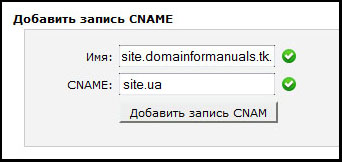 Добавить запись CNAME
Имя: site.domainformanuals.tk.
CNAME: site.ua
Добавить запись CNAM